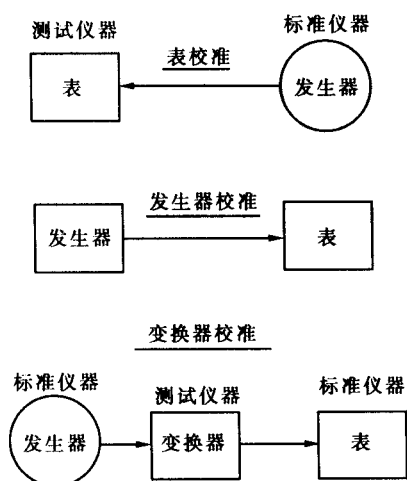 测试仪器
标准仪器
表校准
表
发生器
发生器校准
发生器
表
变换器校准
标准仪器
测试仪器
标准仪器
发生器
变换器
表